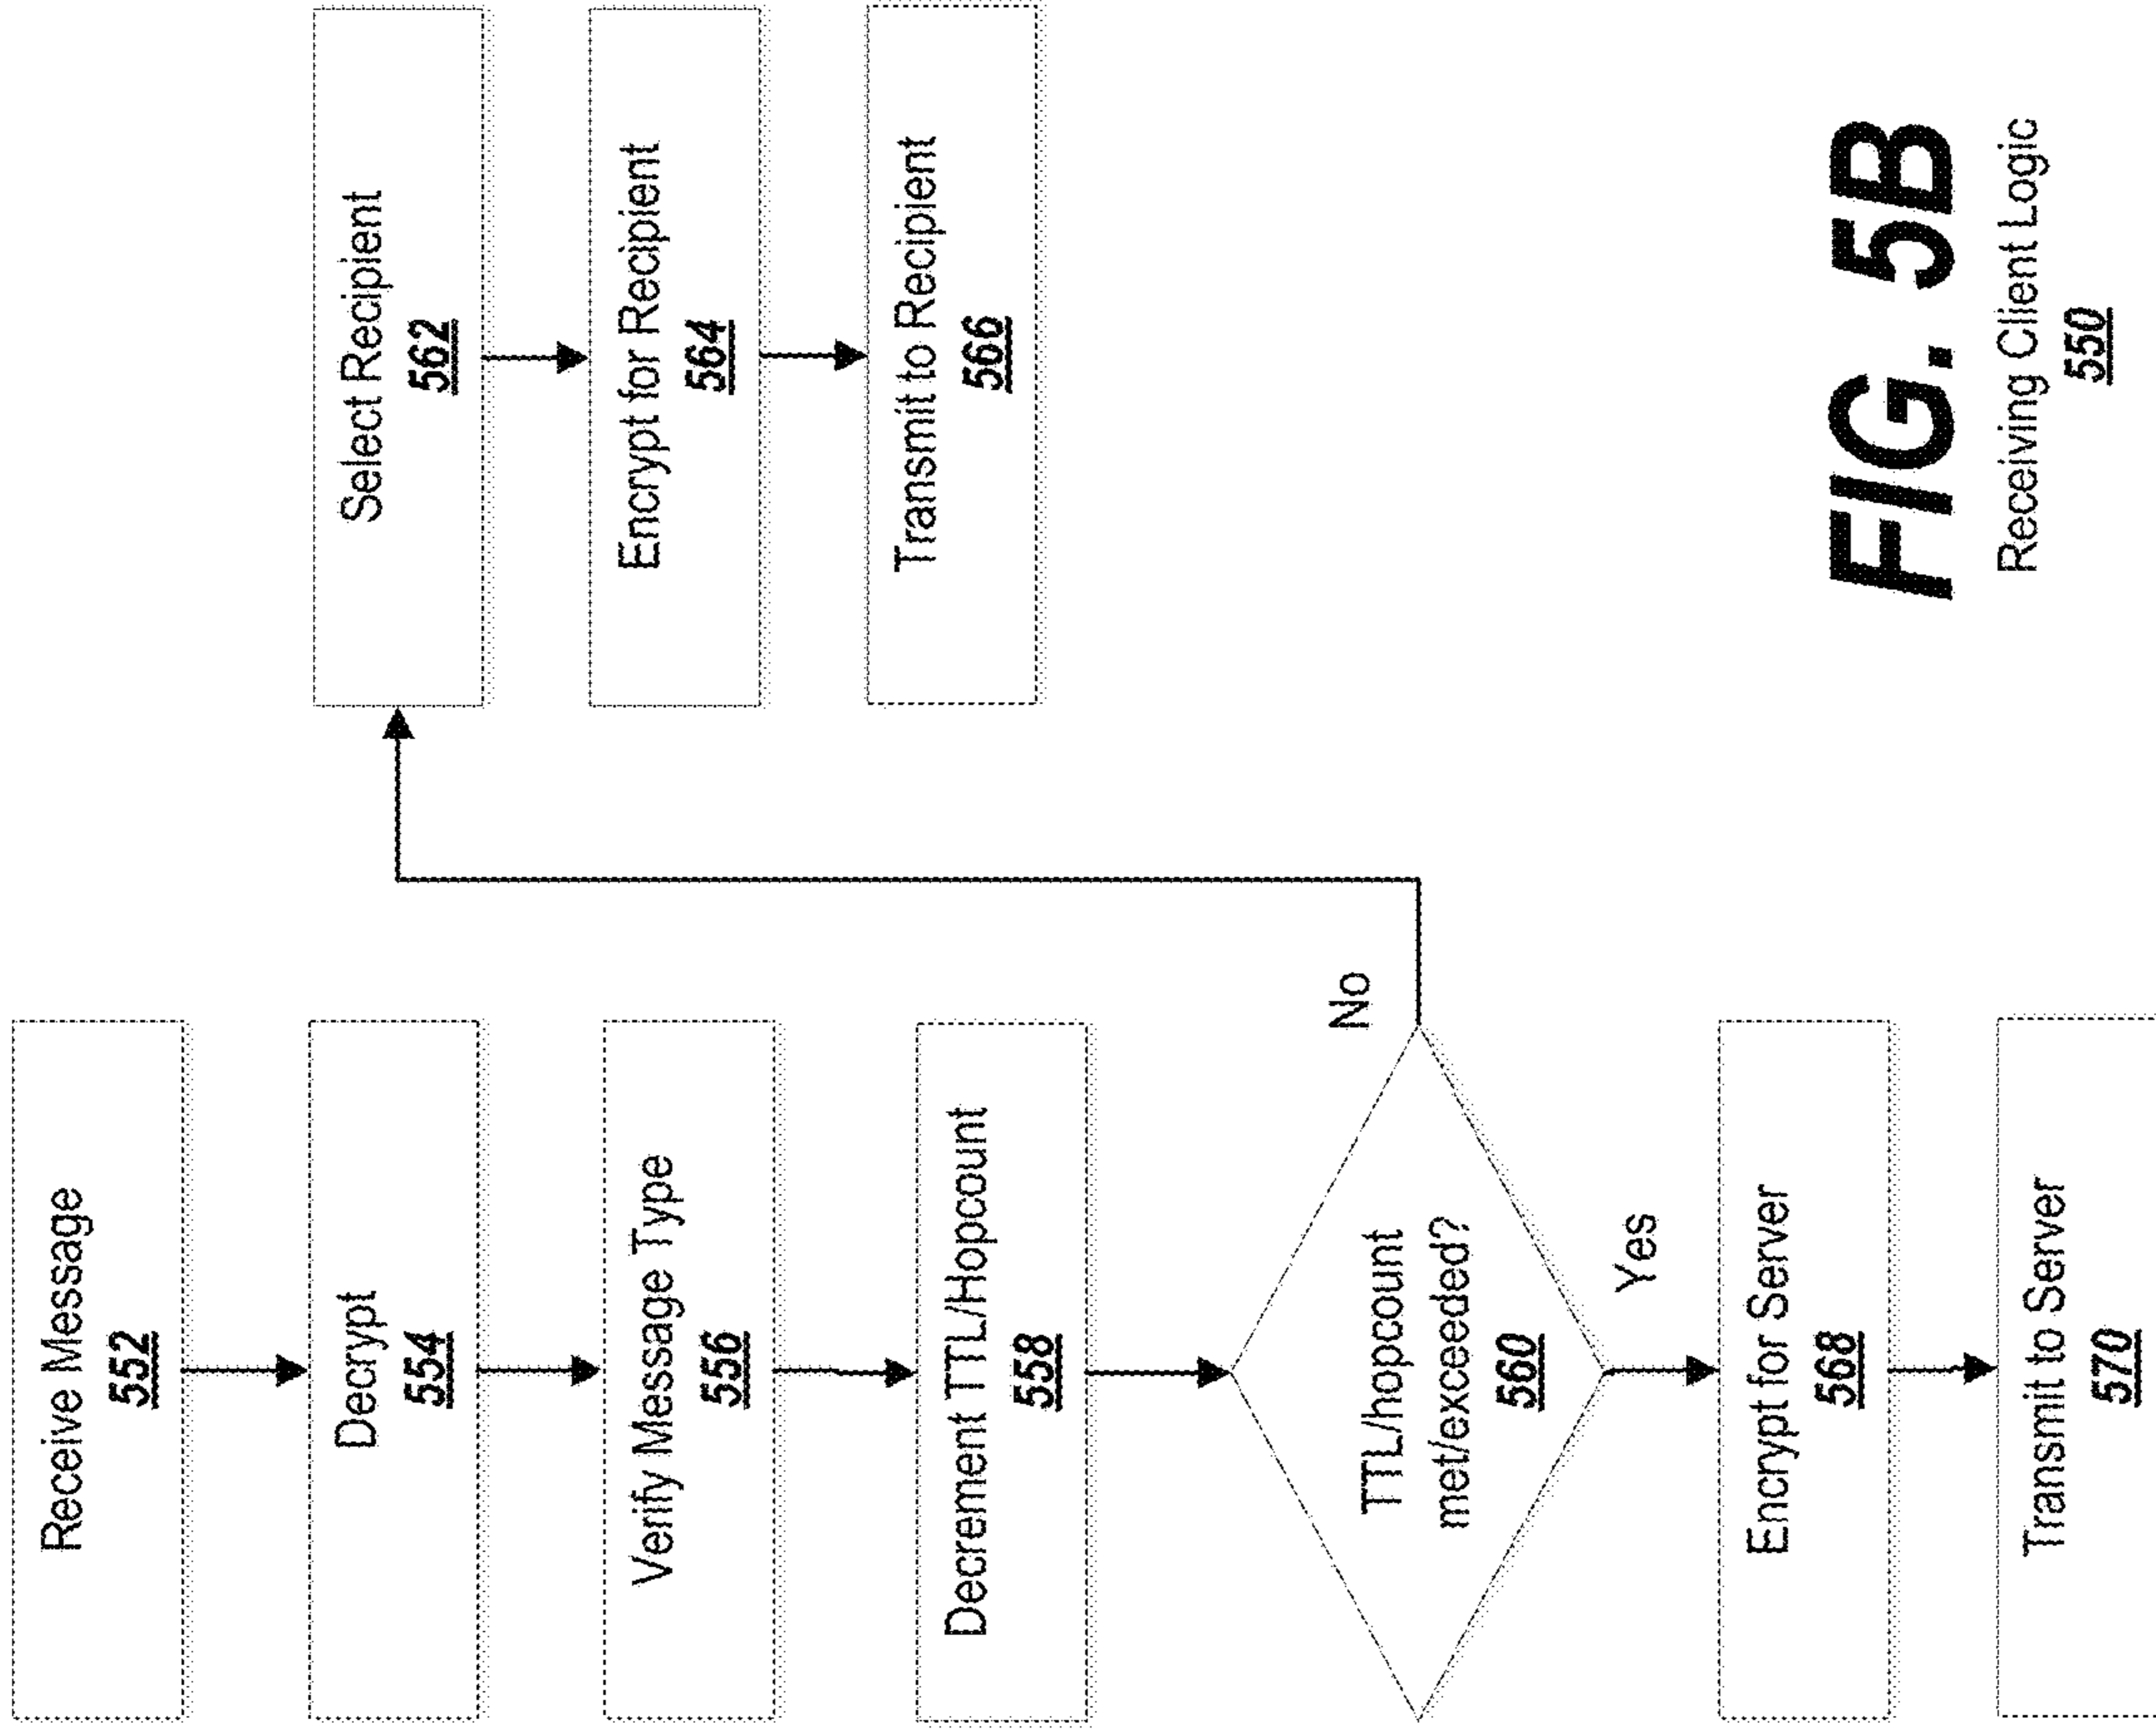 Receive Message
552
Decrypt
554
Verify Message Type
556
Decrement TTL/Hopcount
558
TTL/hopcount
met/exceeded?
560
No
Yes
Select Recipient
562
Encrypt for Recipient
564
Transmit to Recipient
566
Encrypt for Server
568
Transmit to Server
570
FIG. 5B
Receiving Client Logic
550